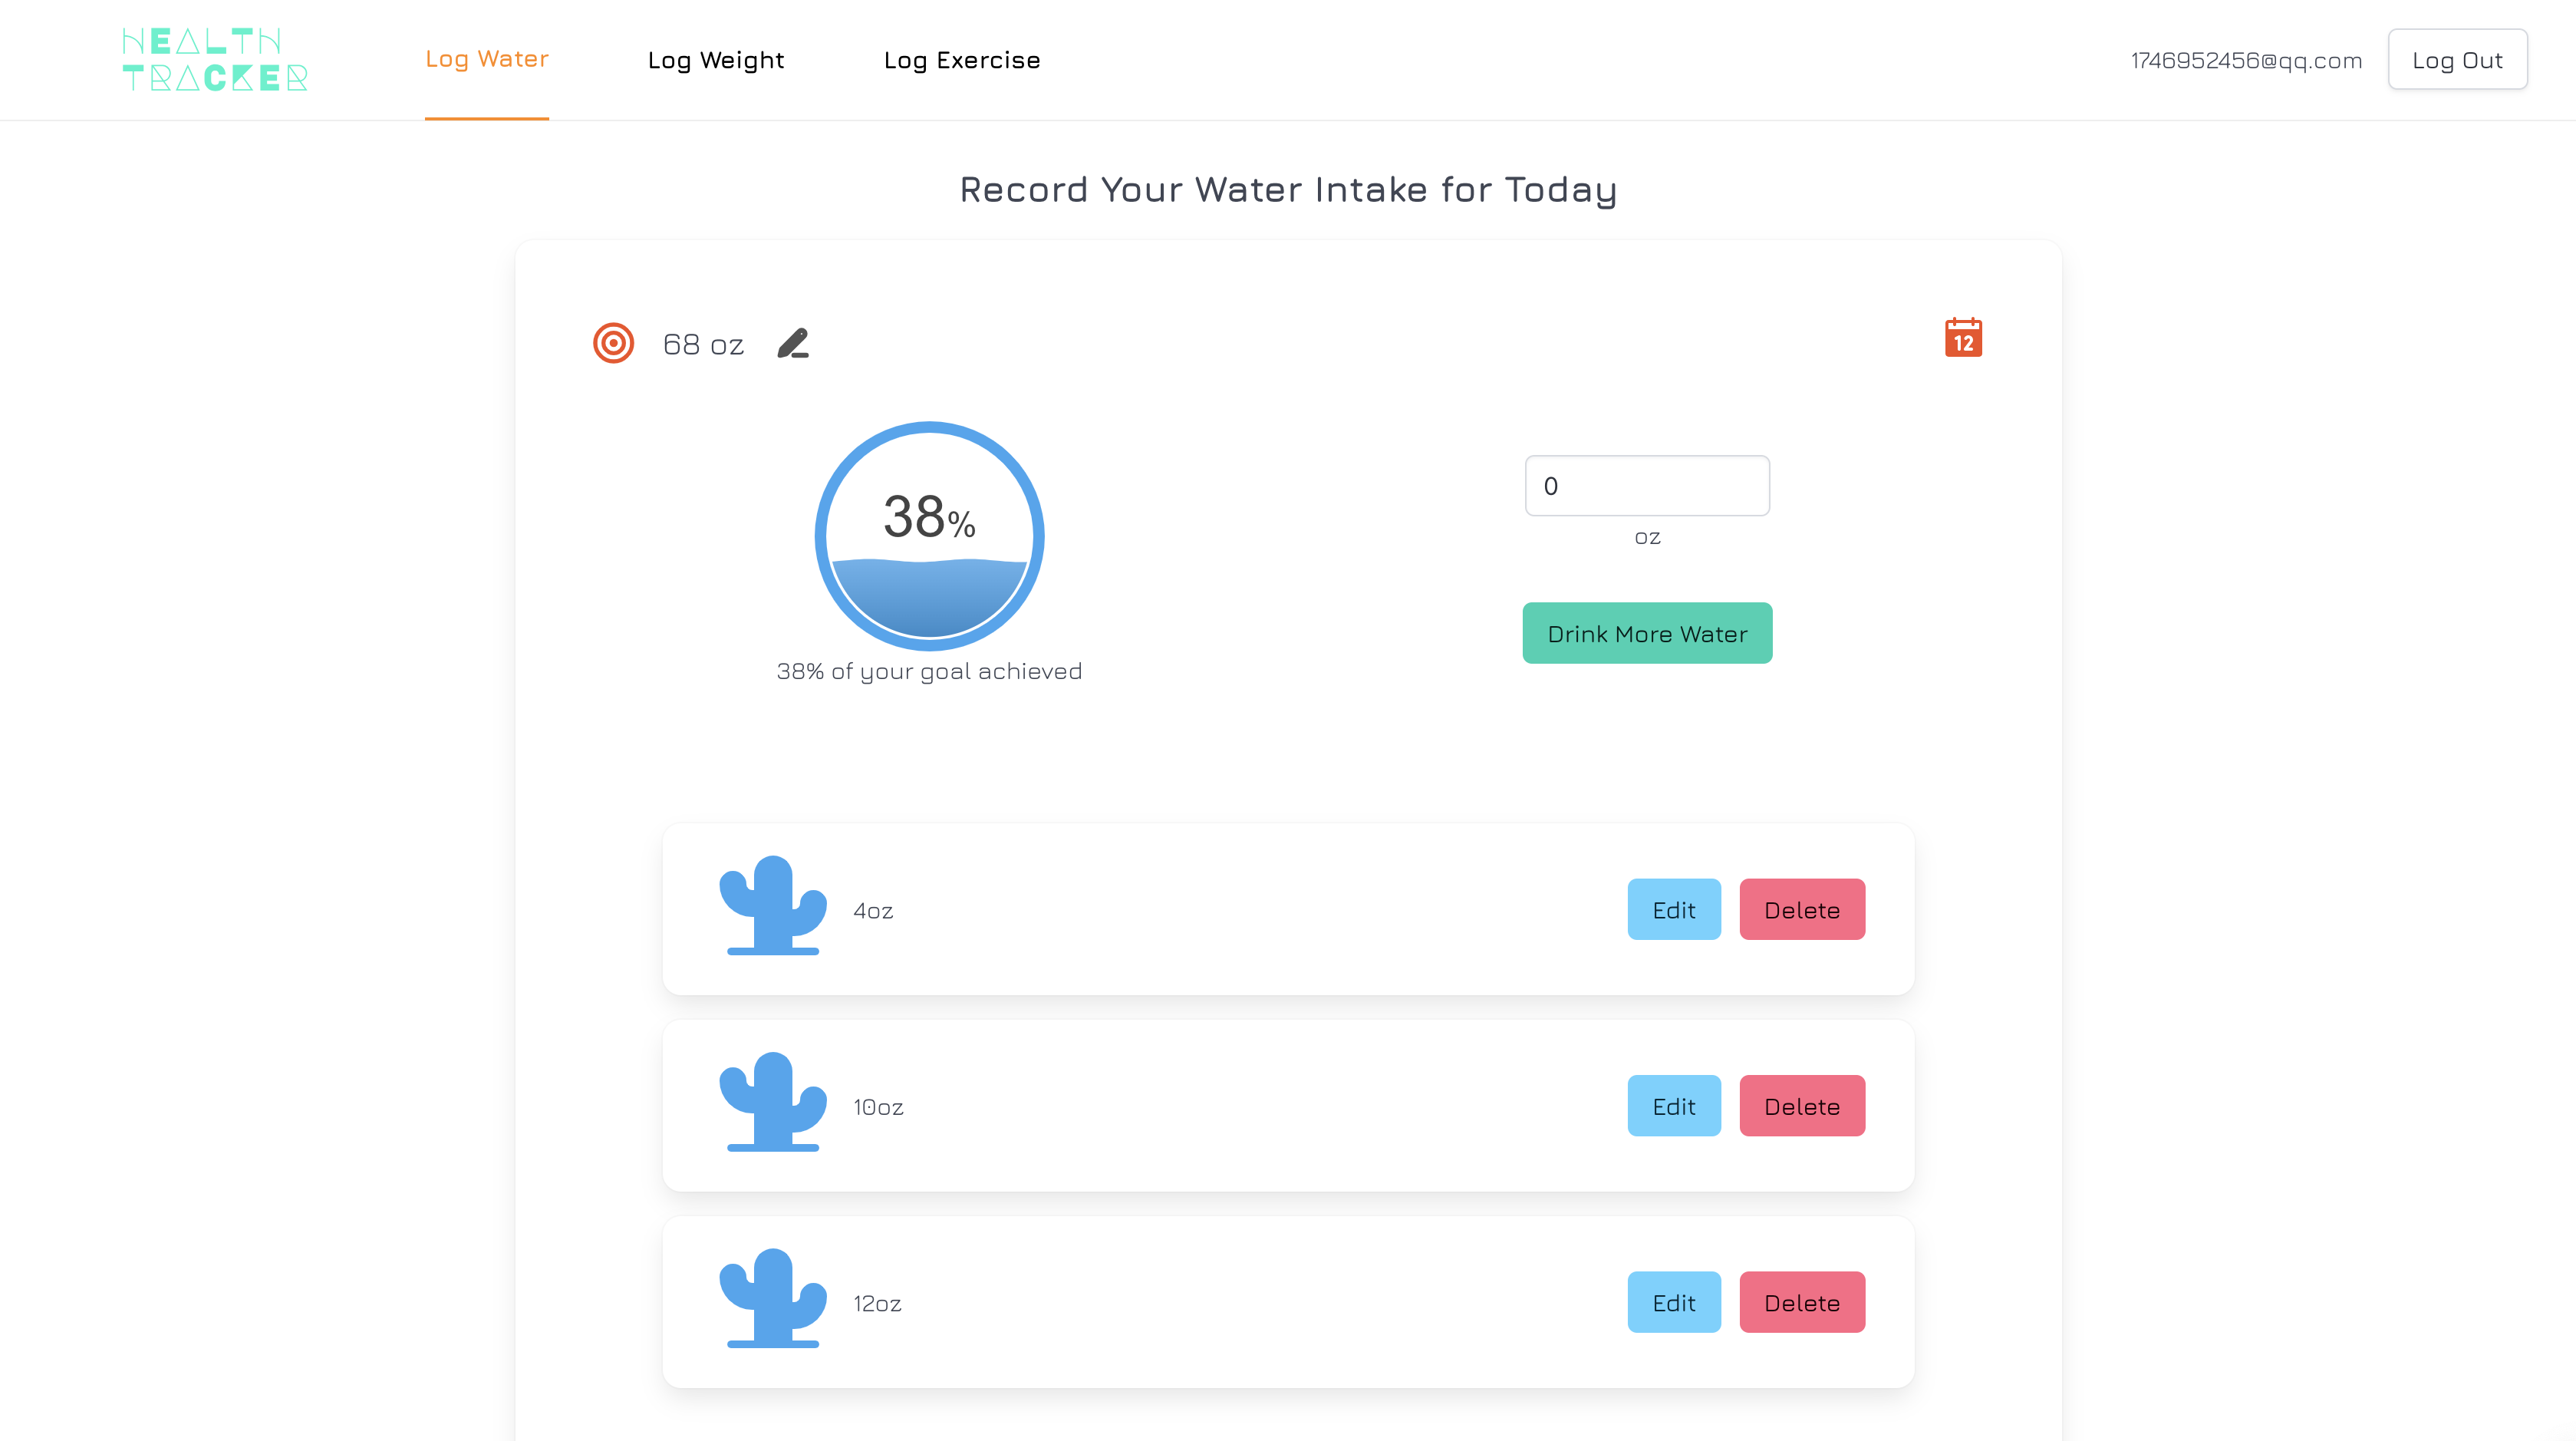 HEALTH
TRACKER
Log Water
Log Weight
Log Exercise
1746952456@qq.com
Log Out
Record Your Water Intake for Today
68 oz
12
38%
38% of your goal achieved
0
oz
Drink More Water
4oz
Edit
Delete
10oz
Edit
Delete
12oz
Edit
Delete